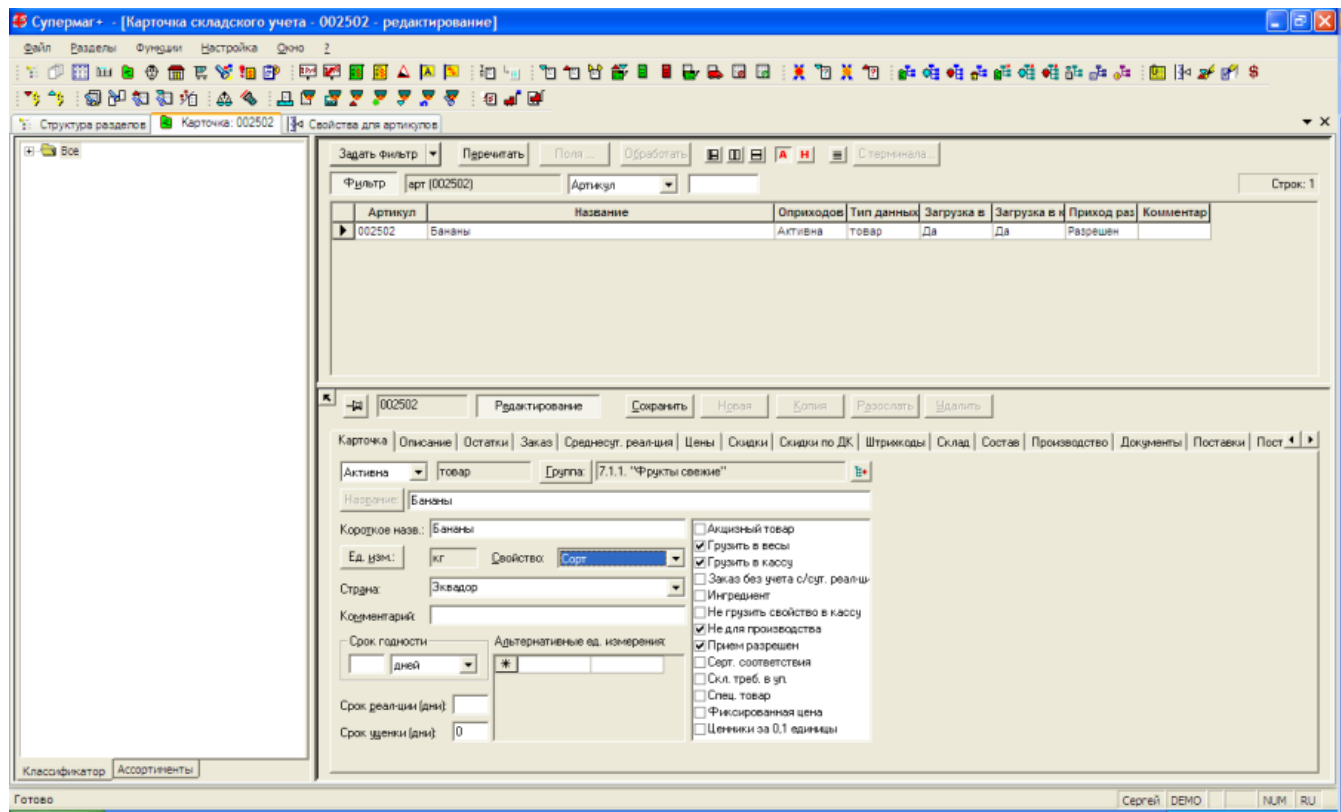 Супермаг+ - [Карточка складского учета - 002502 - редактирование]
Файл Разделы Функции Настройка Окно ?
Структура разделов Карточка: 002502 Свойства для артикулов
Все
Задать фильтр Перечитать Поля ... Обработать А Н С терминала...
Фильтр арт (002502) Артикул Строк: 1
Артикул Название Оприходов Тип данных Загрузка в Загрузка в к Приход раз Комментар
002502 Бананы Активна товар Да Да Разрешен
002502 Редактирование Сохранить Новая Копия Разослать Удалить
Карточка Описание Остатки Заказ Среднесут. реал-ция Цены Скидки Скидки по ДК Штрихкоды Склад Состав Производство Документы Поставки Пост
Активна товар Группа: 7.1.1. "Фрукты свежие"
Название: Бананы
Короткое назв.: Бананы
Ед. изм.: кг Свойство: Сорт
Страна: Эквадор
Комментарий:
Срок годности Альтернативные ед. измерения:
дней
Срок реал-ции (дни):
Срок уценки (дни): 0
Акцизный товар
Грузить в весы
Грузить в кассу
Заказ без учета с/сут. реал-ци
Ингредиент
Не грузить свойство в кассу
Не для производства
Прием разрешен
Серт. соответствия
Скл. треб. в уп.
Спец. товар
Фиксированная цена
Ценники за 0,1 единицы
Классификатор Ассортименты
Готово Сергей DEMO NUM RU